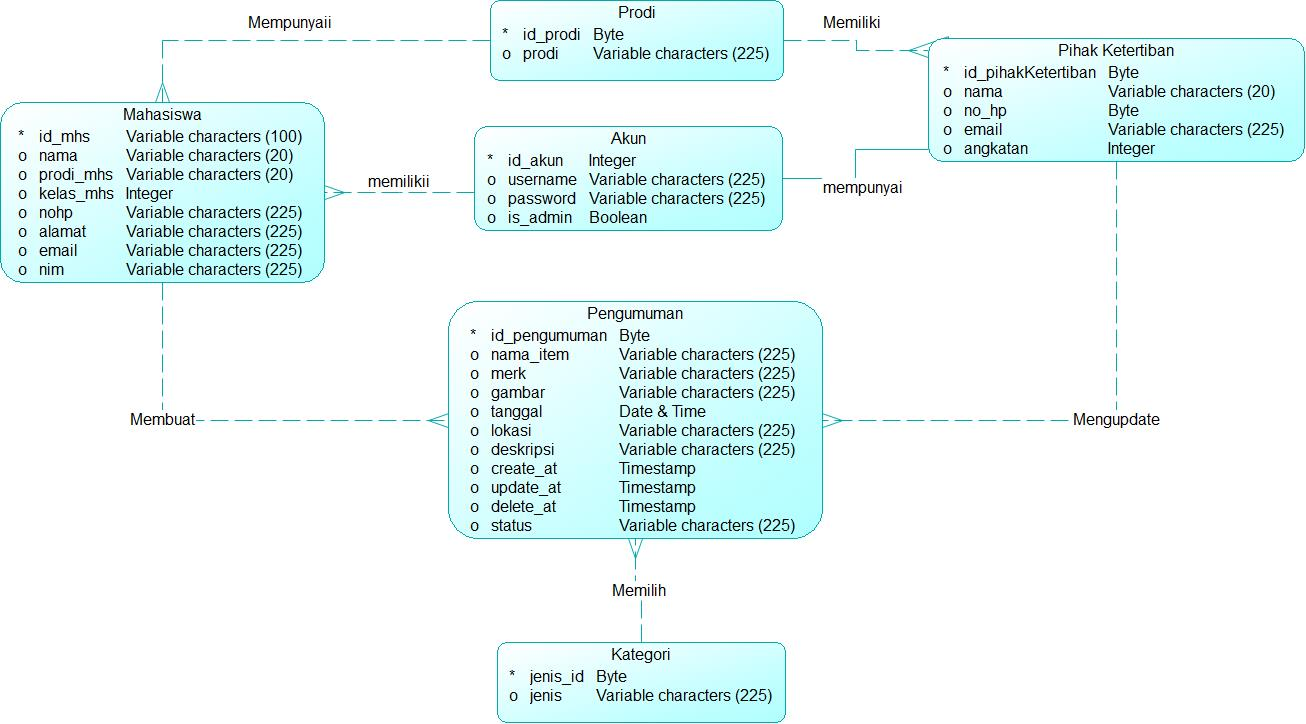 Prodi
* id_prodi Byte
o prodi Variable characters (225)
Mempunyaii
Memiliki
Pihak Ketertiban
* id_pihakKetertiban Byte
o nama Variable characters (20)
o no_hp Byte
o email Variable characters (225)
o angkatan Integer
Mahasiswa
* id_mhs Variable characters (100)
o nama Variable characters (20)
o prodi_mhs Variable characters (20)
o kelas_mhs Integer
o nohp Variable characters (225)
o alamat Variable characters (225)
o email Variable characters (225)
o nim Variable characters (225)
memilikii
Akun
* id_akun Integer
o username Variable characters (225)
o password Variable characters (225)
o is_admin Boolean
mempunyai
Pengumuman
* id_pengumuman Byte
o nama_item Variable characters (225)
o merk Variable characters (225)
o gambar Variable characters (225)
o tanggal Date & Time
o lokasi Variable characters (225)
o deskripsi Variable characters (225)
o create_at Timestamp
o update_at Timestamp
o delete_at Timestamp
o status Variable characters (225)
Membuat
Mengupdate
Memilih
Kategori
* jenis_id Byte
o jenis Variable characters (225)